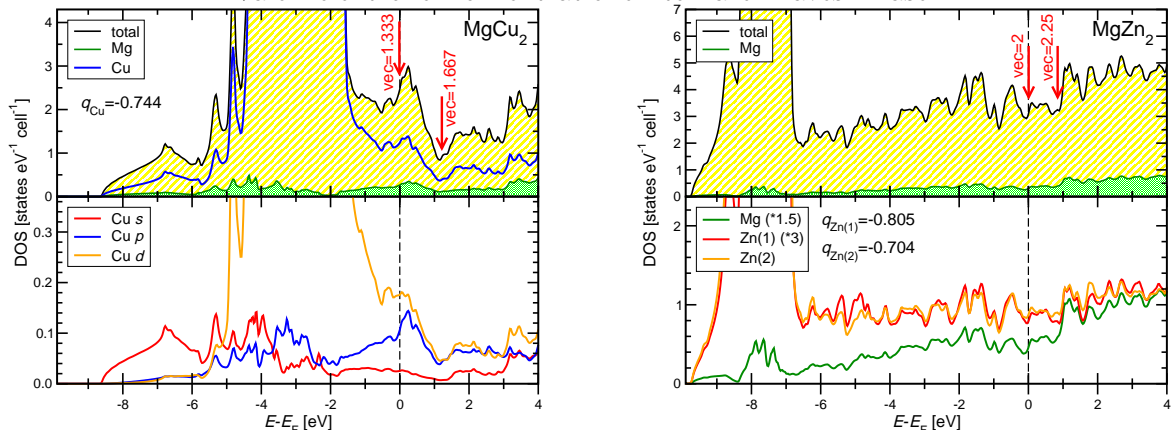 MgCu2
total
Mg
Cu
qCu=-0.744
vec=1.333
vec=1.667
4
3
2
1
0
DOS [states eV-1 cell-1]
Cu s
Cu p
Cu d
0.3
0.2
0.1
0.0
-8 -6 -4 -2 0 2 4
E-EF [eV]
MgZn2
total
Mg
vec=2
vec=2.25
7
6
5
4
3
2
1
0
DOS [states eV-1 cell-1]
Mg (*1.5)
Zn(1) (*3)
Zn(2)
qZn(1)=-0.805
qZn(2)=-0.704
2
1
0
-8 -6 -4 -2 0 2 4
E-EF [eV]